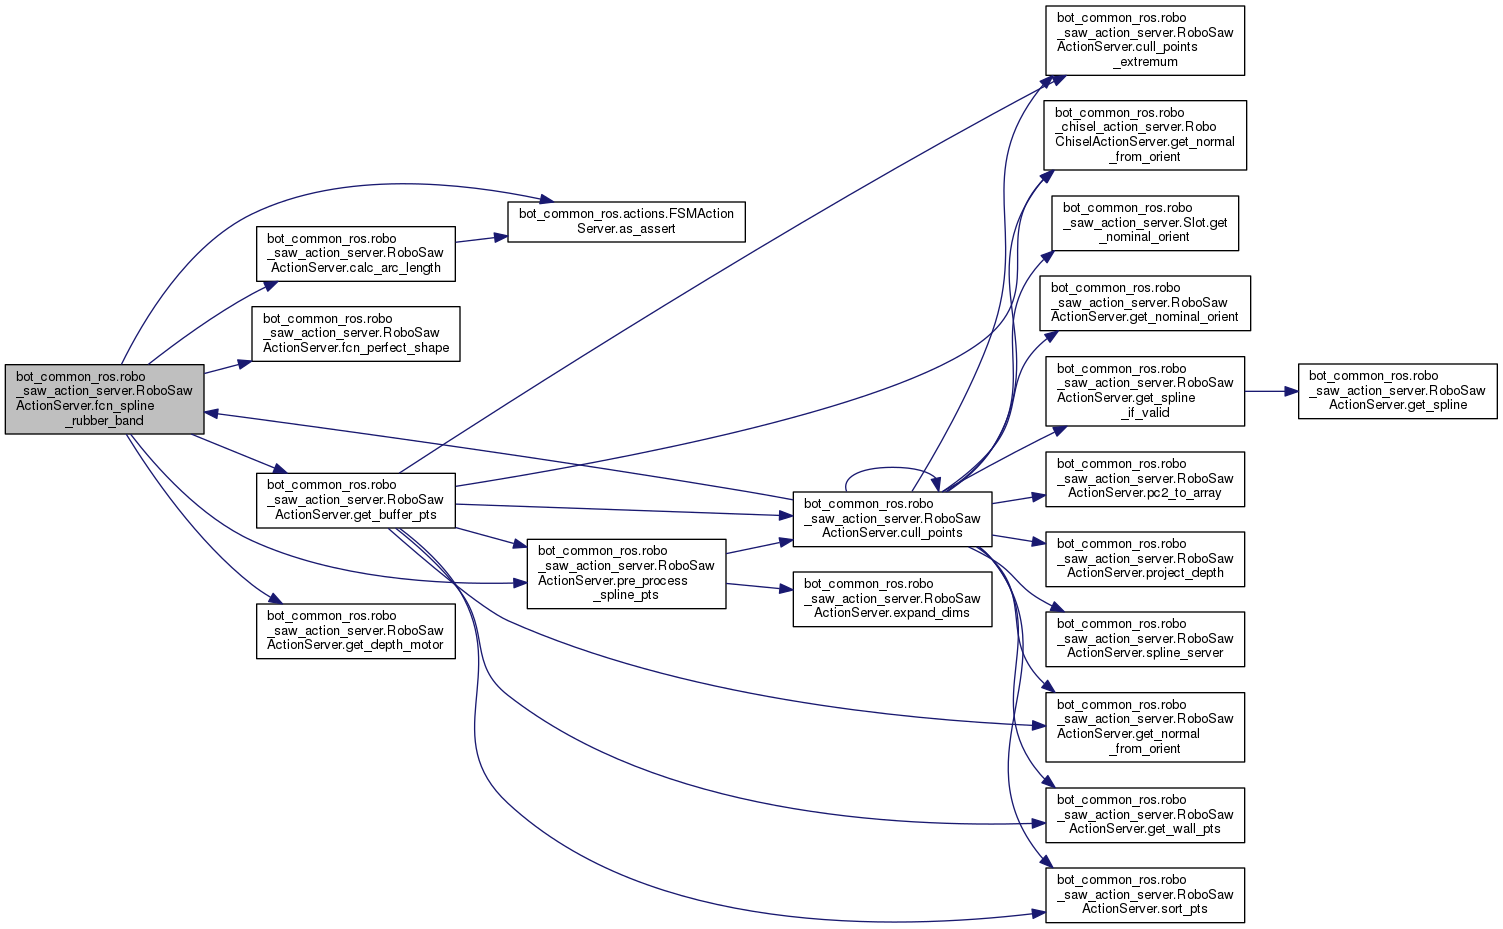 bot_common_ros.robo
_saw_action_server.RoboSaw
ActionServer.fcn_spline
_rubber_band
bot_common_ros.robo
_saw_action_server.RoboSaw
ActionServer.calc_arc_length
bot_common_ros.robo
_saw_action_server.RoboSaw
ActionServer.fcn_perfect_shape
bot_common_ros.robo
_saw_action_server.RoboSaw
ActionServer.get_buffer_pts
bot_common_ros.robo
_saw_action_server.RoboSaw
ActionServer.get_depth_motor
bot_common_ros.actions.FSMAction
Server.as_assert
bot_common_ros.robo
_saw_action_server.RoboSaw
ActionServer.pre_process
_spline_pts
bot_common_ros.robo
_saw_action_server.RoboSaw
ActionServer.cull_points
bot_common_ros.robo
_saw_action_server.RoboSaw
ActionServer.expand_dims
bot_common_ros.robo
_saw_action_server.RoboSaw
ActionServer.cull_points
_extremum
bot_common_ros.robo
_chisel_action_server.Robo
ChiselActionServer.get_normal
_from_orient
bot_common_ros.robo
_saw_action_server.Slot.get
_nominal_orient
bot_common_ros.robo
_saw_action_server.RoboSaw
ActionServer.get_nominal_orient
bot_common_ros.robo
_saw_action_server.RoboSaw
ActionServer.get_spline
_if_valid
bot_common_ros.robo
_saw_action_server.RoboSaw
ActionServer.pc2_to_array
bot_common_ros.robo
_saw_action_server.RoboSaw
ActionServer.project_depth
bot_common_ros.robo
_saw_action_server.RoboSaw
ActionServer.spline_server
bot_common_ros.robo
_saw_action_server.RoboSaw
ActionServer.get_normal
_from_orient
bot_common_ros.robo
_saw_action_server.RoboSaw
ActionServer.get_wall_pts
bot_common_ros.robo
_saw_action_server.RoboSaw
ActionServer.sort_pts
bot_common_ros.robo
_saw_action_server.RoboSaw
ActionServer.get_spline